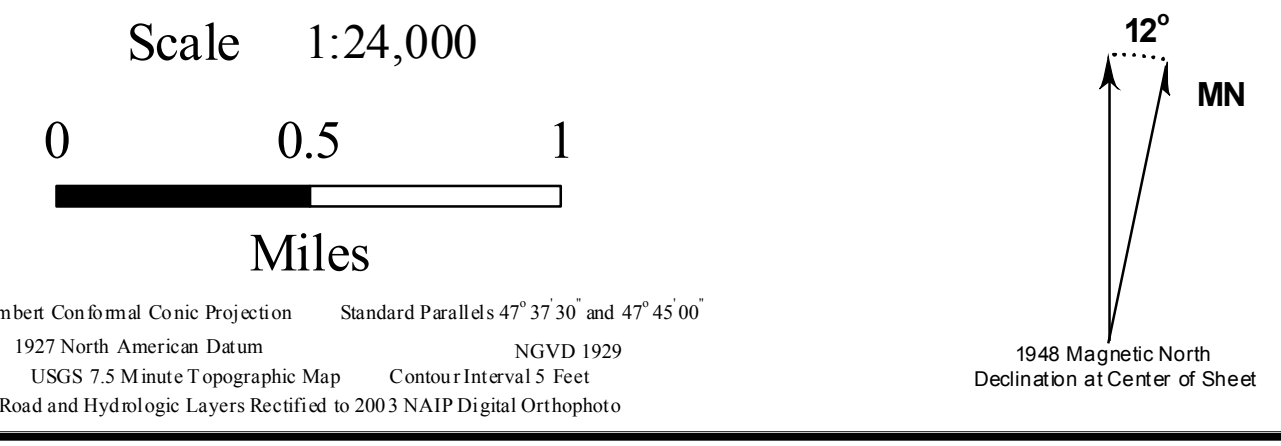 Scale 1:24,000
0 0.5 1
Miles
mbert Conformal Conic Projection Standard Parallels 47° 37' 30" and 47° 45' 00"
1927 North American Datum NGVD 1929
USGS 7.5 Minute Topographic Map Contour Interval 5 Feet
Road and Hydrologic Layers Rectified to 2003 NAIP Digital Orthophoto
12°
MN
1948 Magnetic North
Declination at Center of Sheet